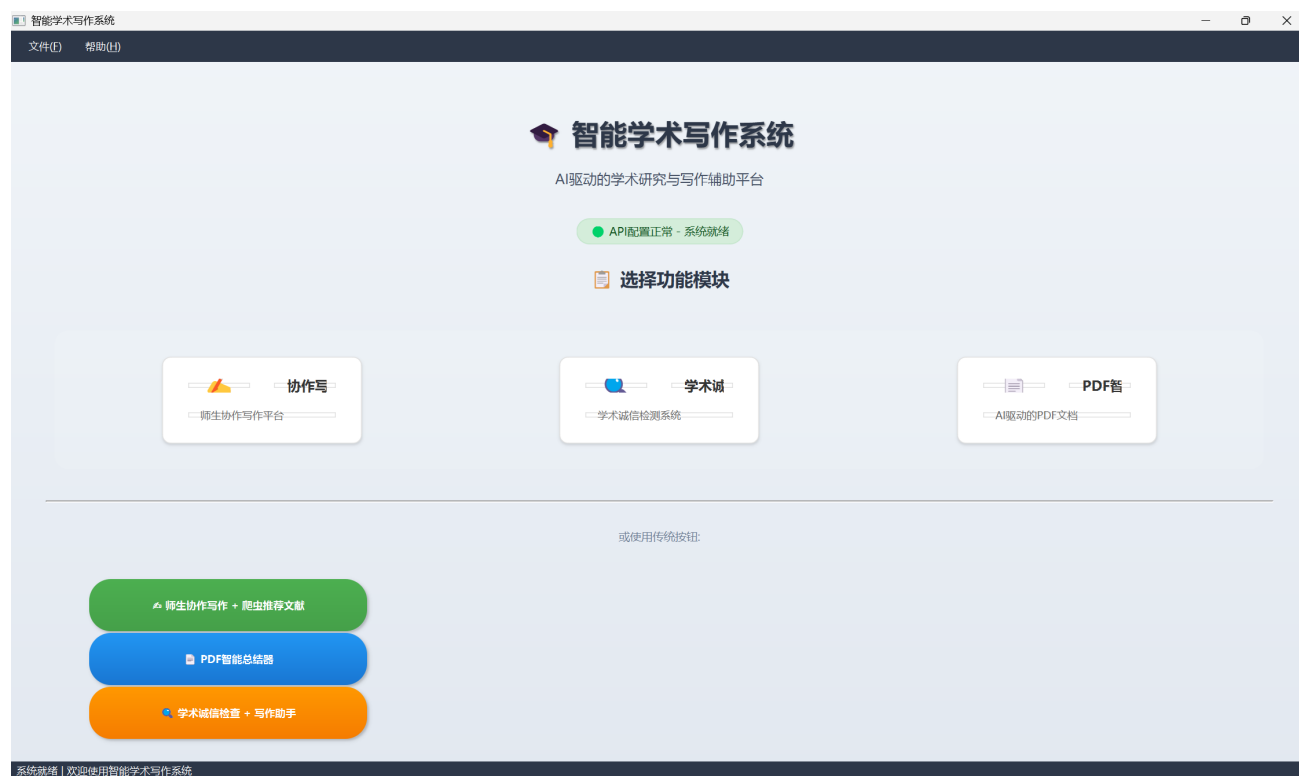 智能学术写作系统
文件(F) 帮助(H)
智能学术写作系统
AI驱动的学术研究与写作辅助平台
API配置正常 - 系统就绪
选择功能模块
协作写
师生协作写作平台
学术诚
学术诚信检测系统
PDF智
AI驱动的PDF文档
或使用传统按钮:
师生协作写作 + 爬虫推荐文献
PDF智能总结器
学术诚信检查 + 写作助手
系统就绪 | 欢迎使用智能学术写作系统